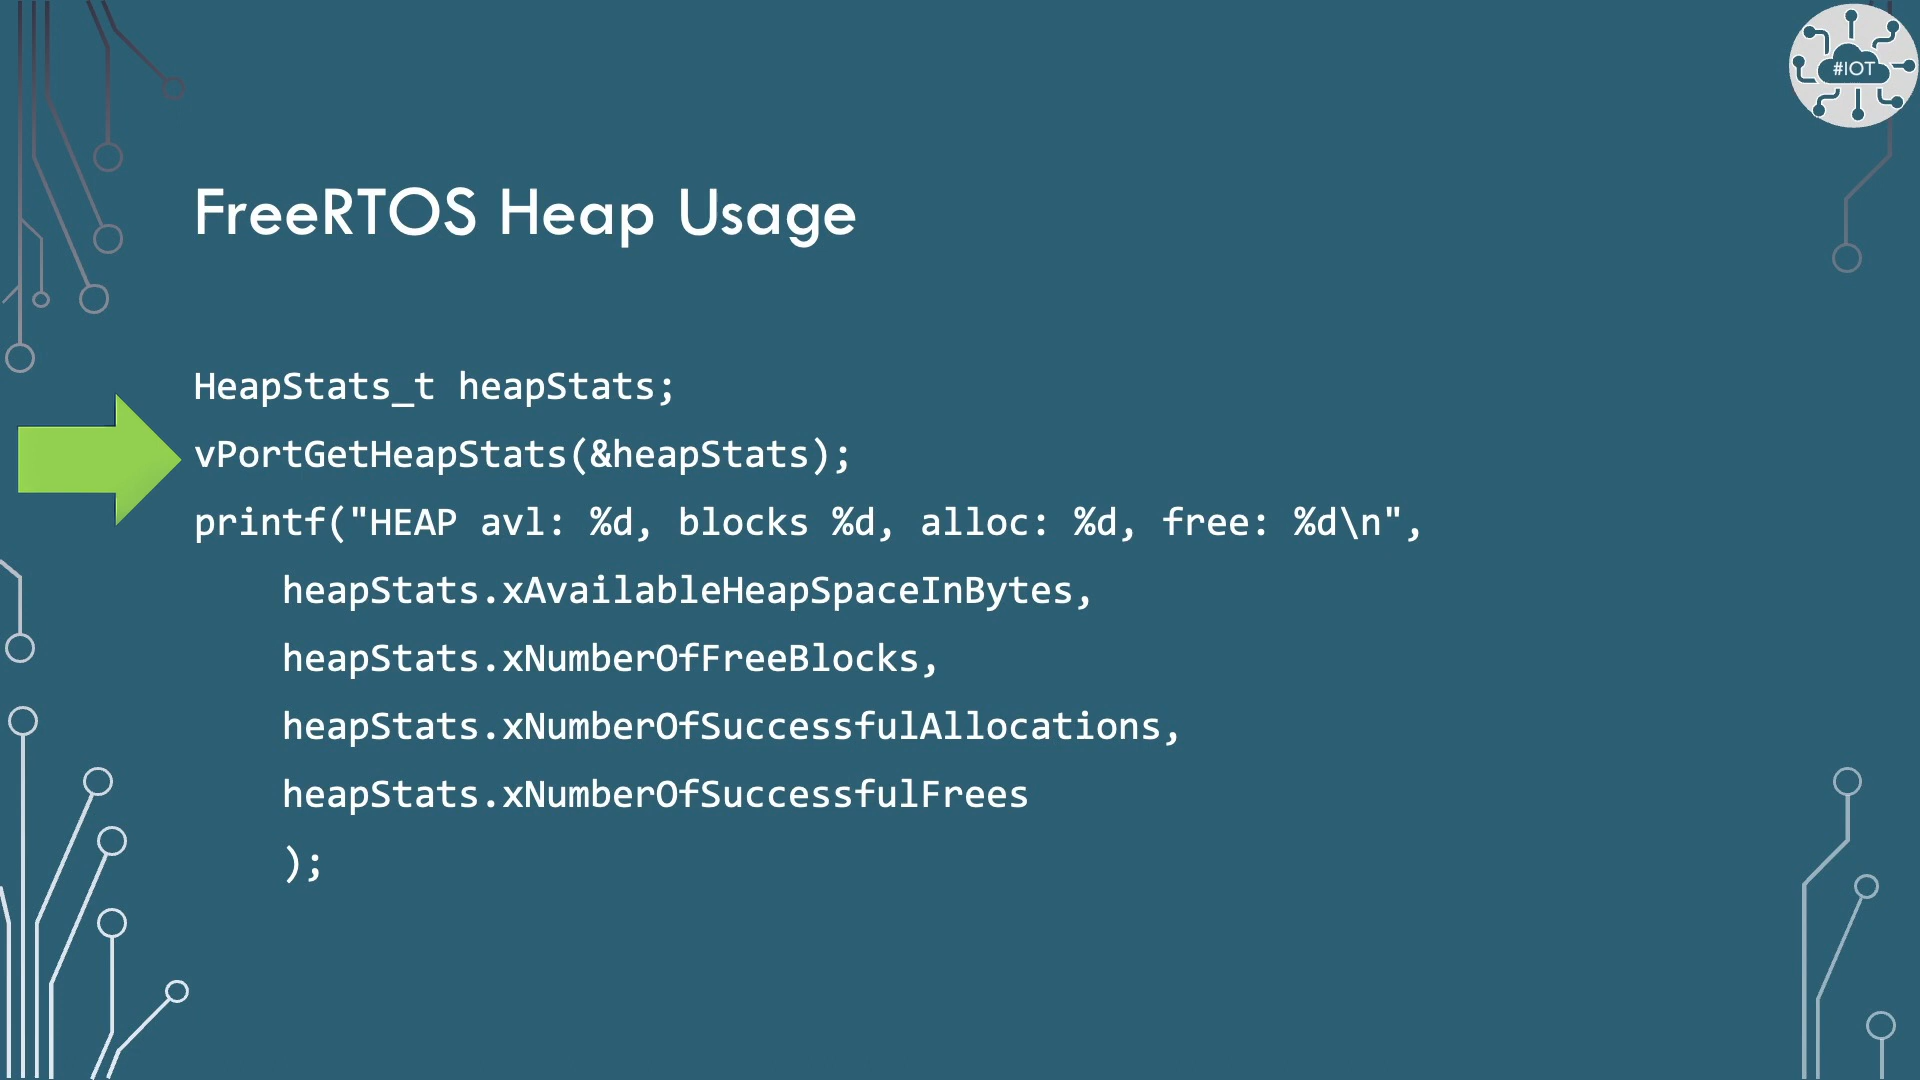 #IOT
FreeRTOS Heap Usage
HeapStats_t heapStats;
vPortGetHeapStats(&heapStats);
printf("HEAP avl: %d, blocks %d, alloc: %d, free: %d\n",
heapStats.xAvailableHeapSpaceInBytes,
heapStats.xNumberOfFreeBlocks,
heapStats.xNumberOfSuccessfulAllocations,
heapStats.xNumberOfSuccessfulFrees
);